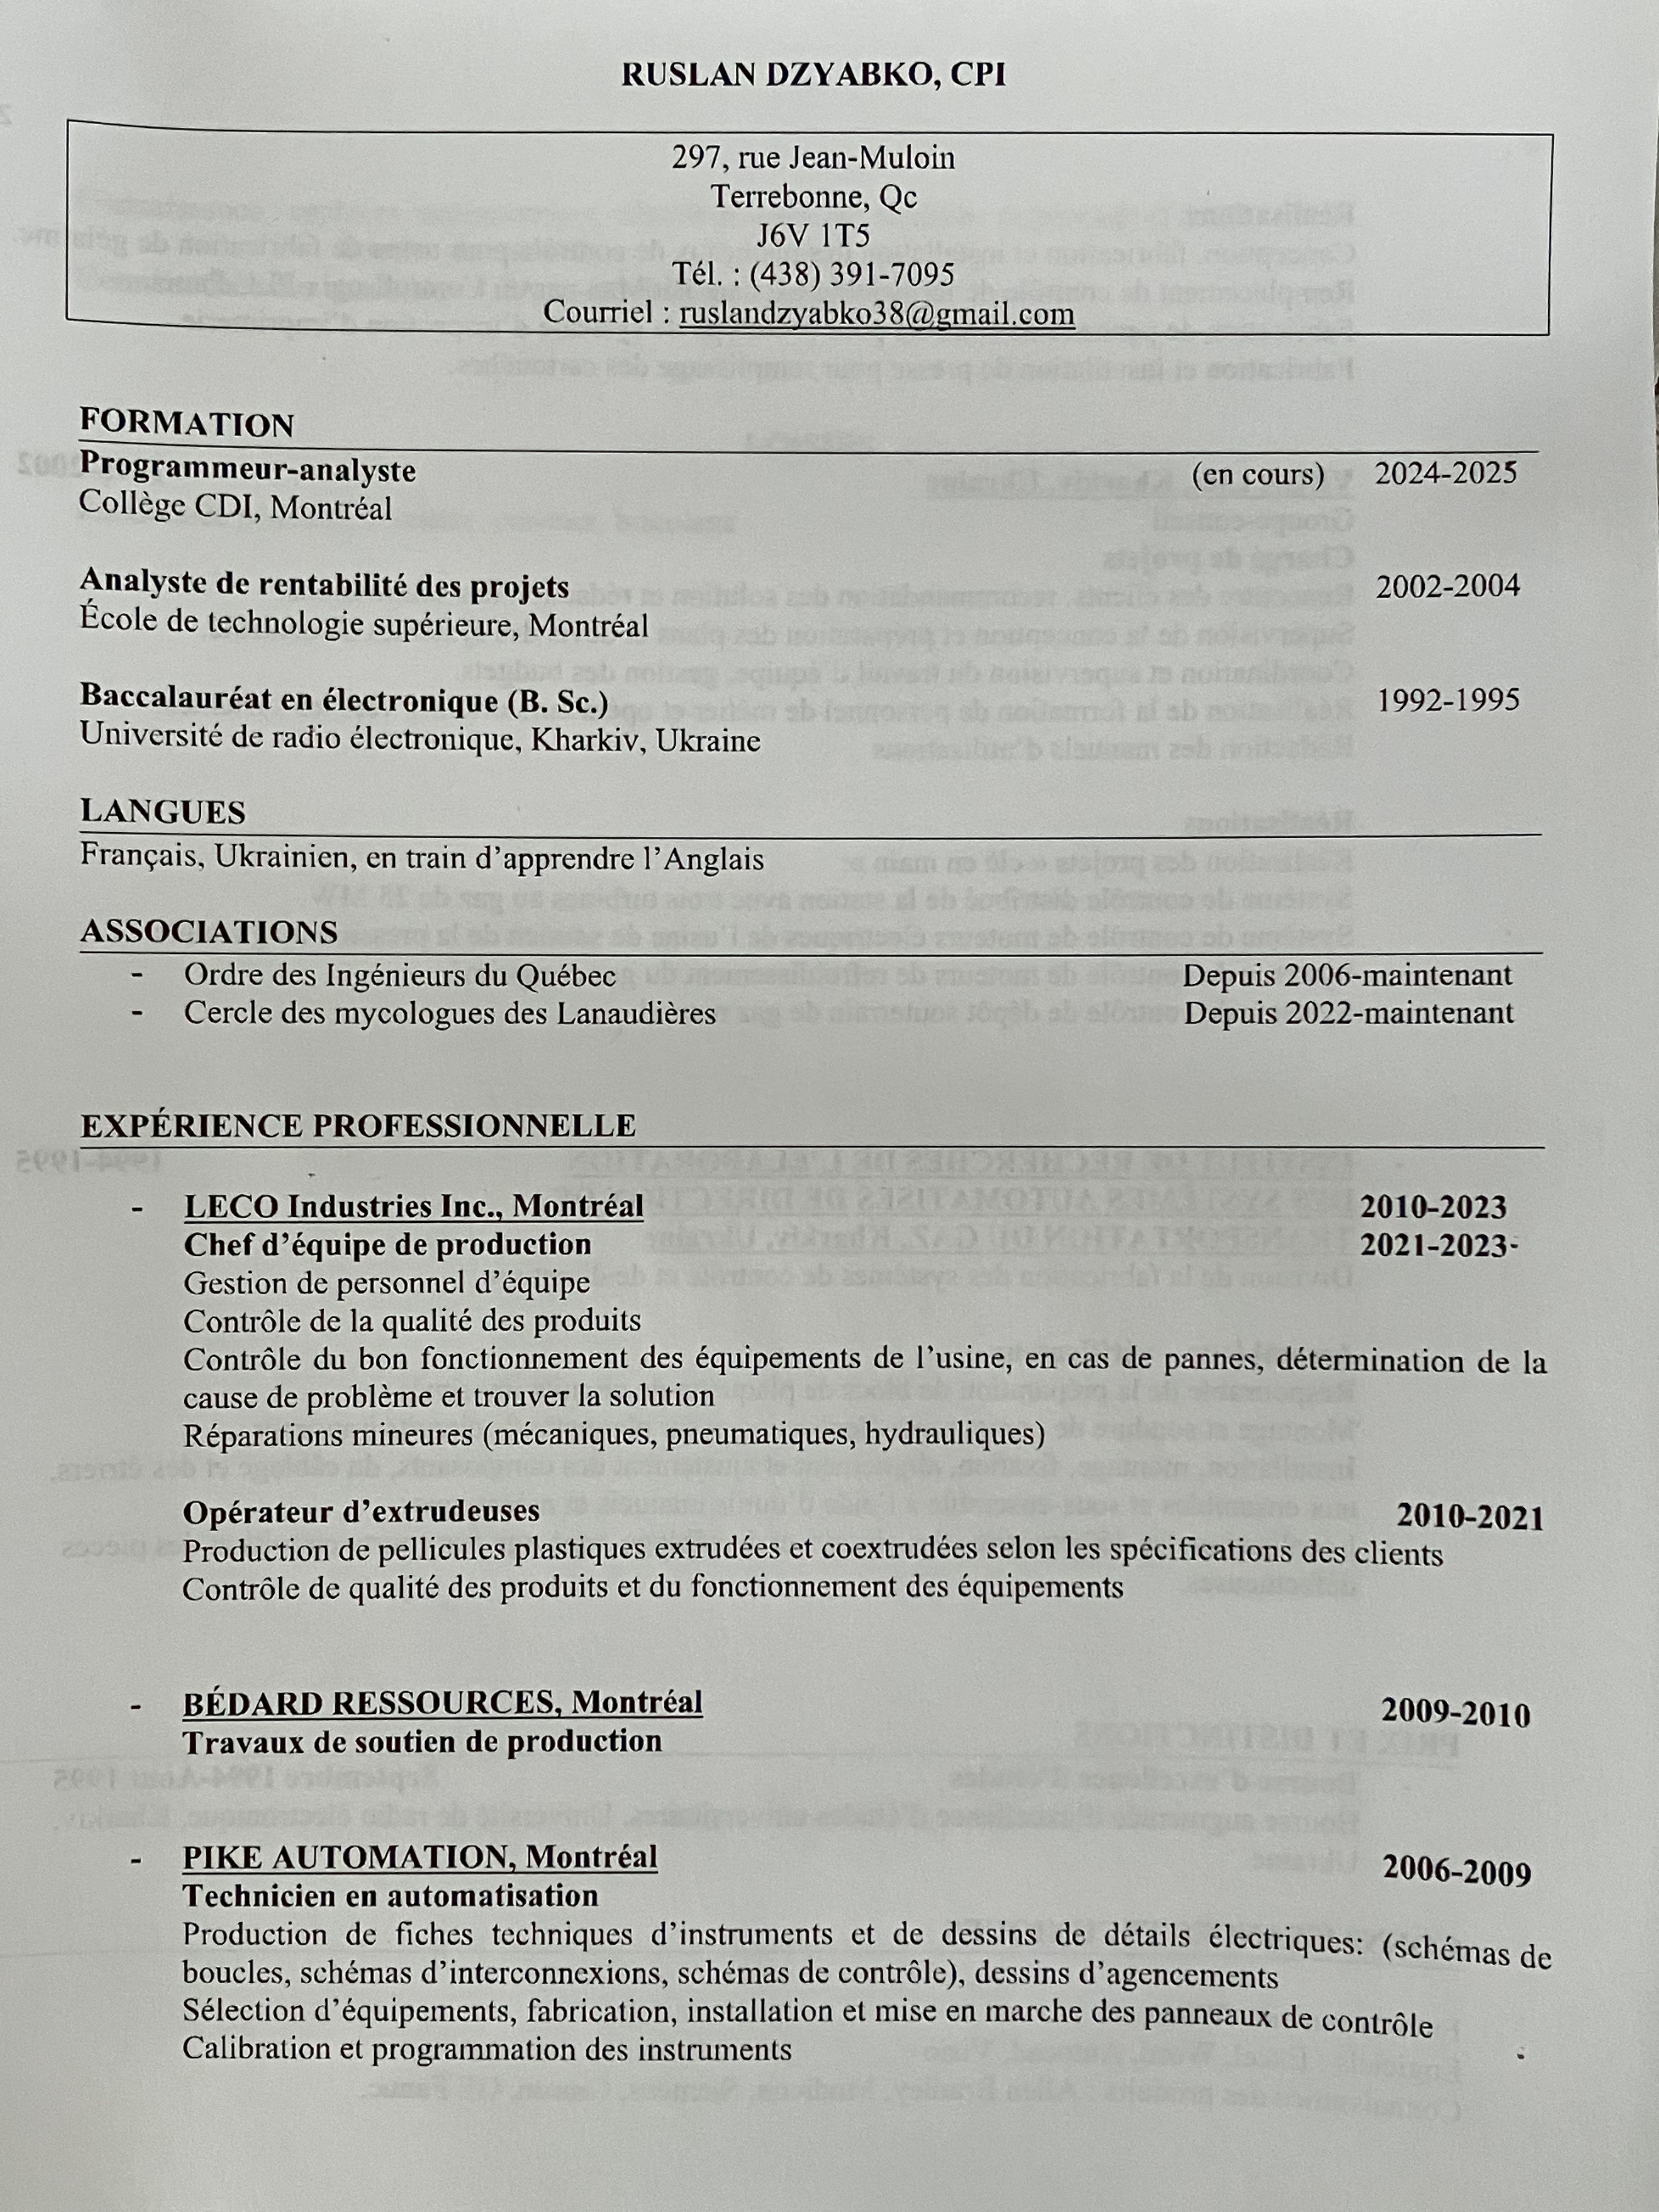 RUSLAN DZYABKO, CPI
297, rue Jean-Muloin
Terrebonne, Qc
J6V 1T5
Tél. : (438) 391-7095
Courriel : ruslandzyabko38@gmail.com
FORMATION
Programmeur-analyste (en cours) 2024-2025
Collège CDI, Montréal
Analyste de rentabilité des projets 2002-2004
École de technologie supérieure, Montréal
Baccalauréat en électronique (B. Sc.) 1992-1995
Université de radio électronique, Kharkiv, Ukraine
LANGUES
Français, Ukrainien, en train d'apprendre l'Anglais
ASSOCIATIONS
- Ordre des Ingénieurs du Québec Depuis 2006-maintenant
- Cercle des mycologues des Lanaudières Depuis 2022-maintenant
EXPÉRIENCE PROFESSIONNELLE
- LECO Industries Inc., Montréal 2010-2023
Chef d'équipe de production 2021-2023-
Gestion de personnel d'équipe
Contrôle de la qualité des produits
Contrôle du bon fonctionnement des équipements de l'usine, en cas de pannes, détermination de la
cause de problème et trouver la solution
Réparations mineures (mécaniques, pneumatiques, hydrauliques)
Opérateur d'extrudeuses 2010-2021
Production de pellicules plastiques extrudées et coextrudées selon les spécifications des clients
Contrôle de qualité des produits et du fonctionnement des équipements
- BÉDARD RESSOURCES, Montréal 2009-2010
Travaux de soutien de production
- PIKE AUTOMATION, Montréal 2006-2009
Technicien en automatisation
Production de fiches techniques d'instruments et de dessins de détails électriques: (schémas de
boucles, schémas d'interconnexions, schémas de contrôle), dessins d'agencements
Sélection d'équipements, fabrication, installation et mise en marche des panneaux de contrôle
Calibration et programmation des instruments